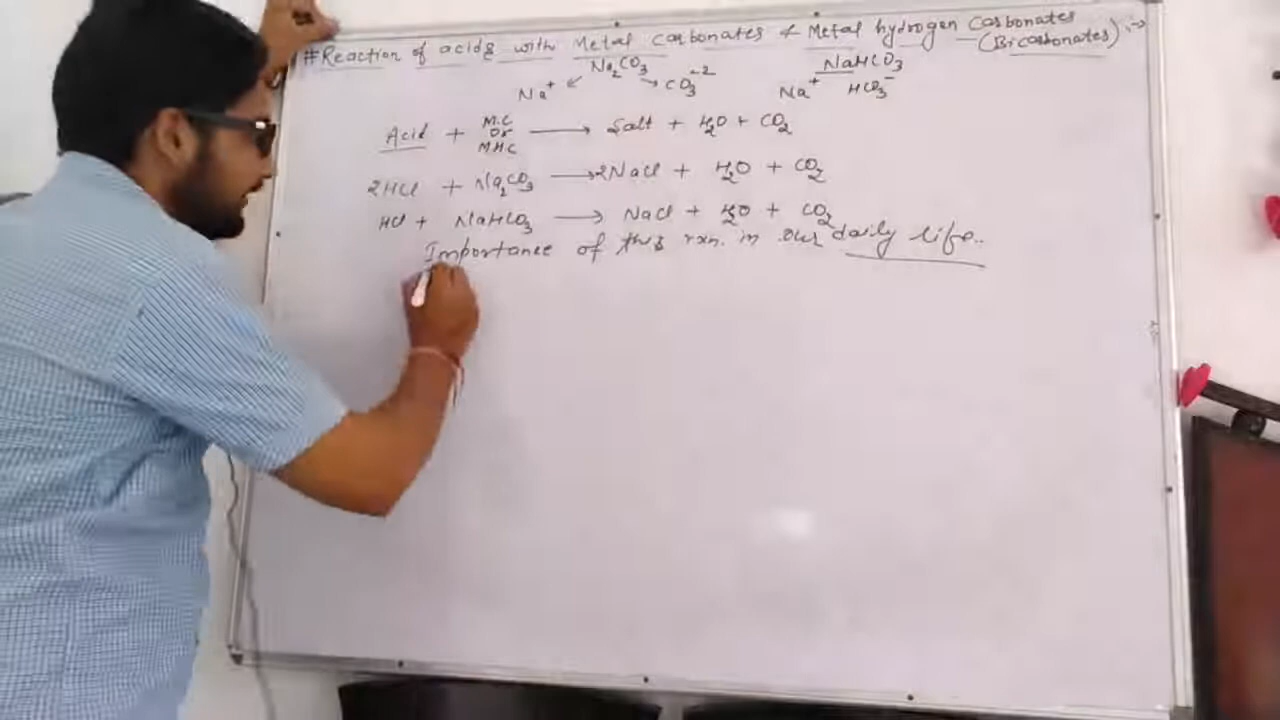 #Reaction of acids with Metal carbonates & Metal hydrogen carbonates
(Bicarbonates) :->
Na2CO3 NaHCO3
Na+ ↙ ↘ CO3-2 Na+ HCO3-
Acid + M.C or MHC ⟶ Salt + H2O + CO2
2HCl + Na2CO3 ⟶ 2NaCl + H2O + CO2
HCl + NaHCO3 ⟶ NaCl + H2O + CO2
Importance of this rxn. in our daily life..